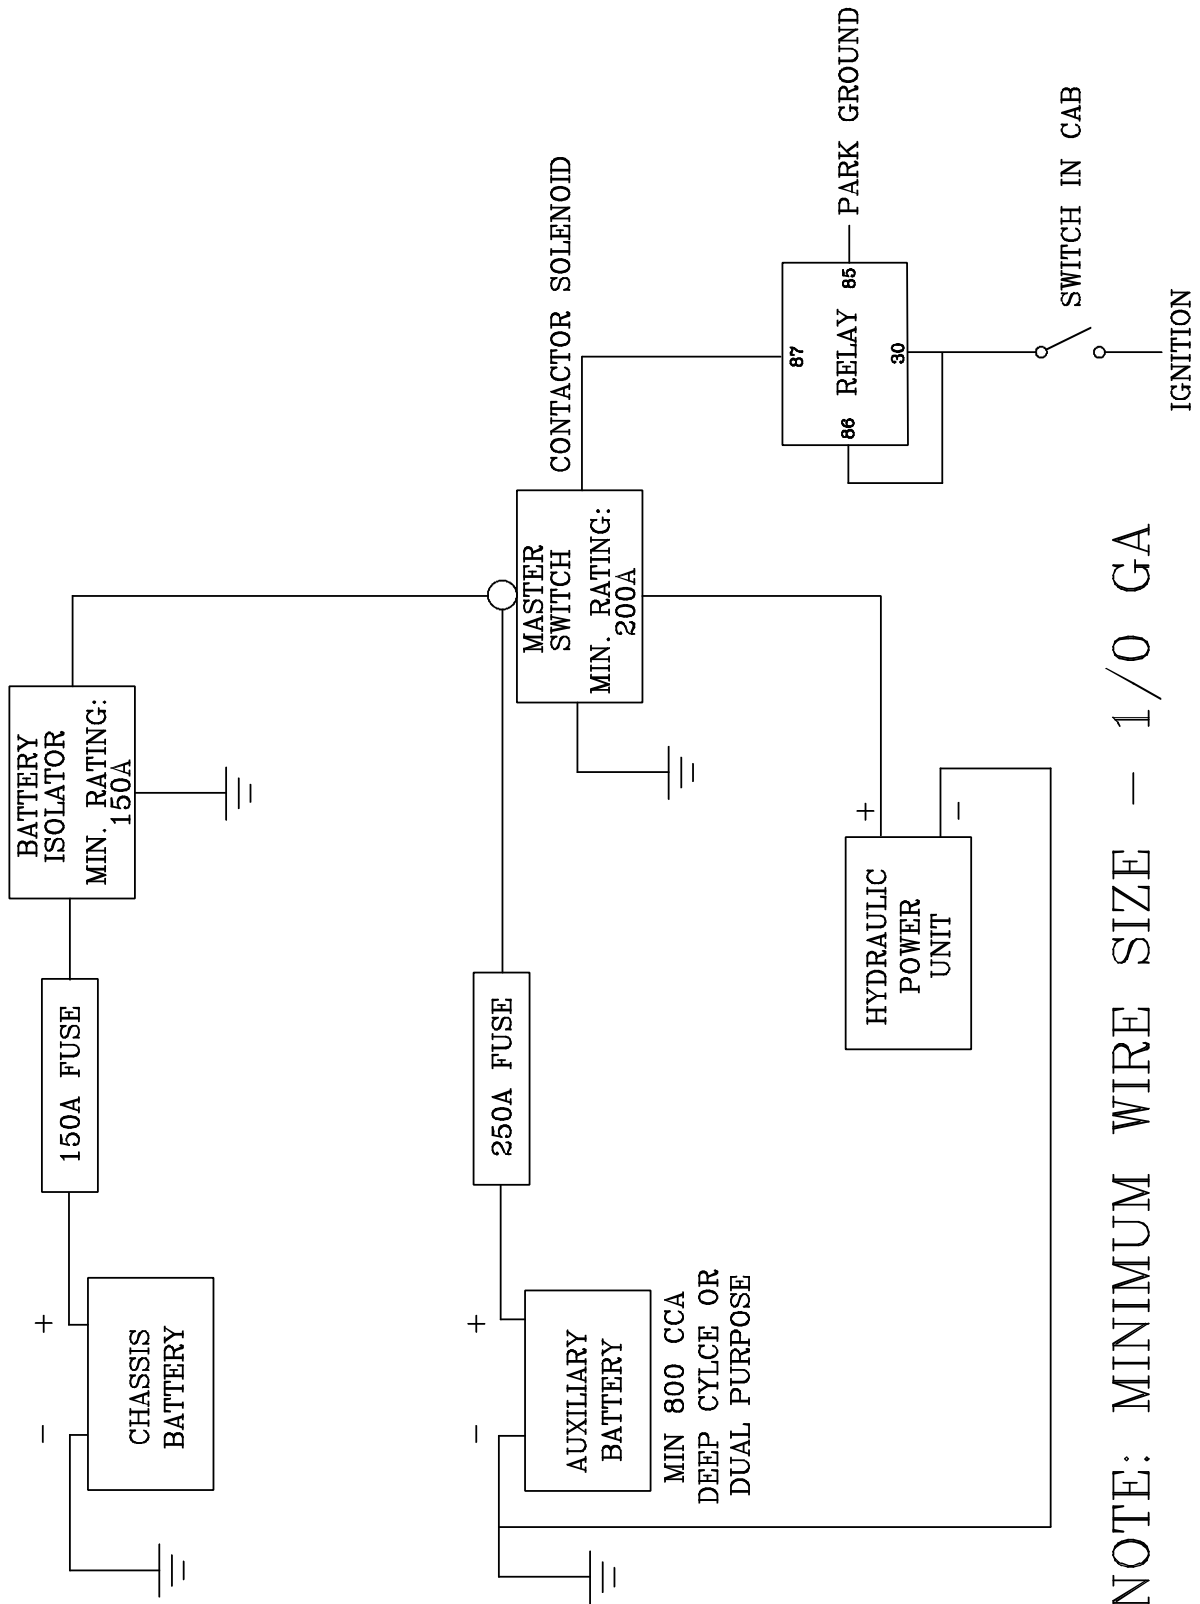 CHASSIS
BATTERY
-
+
150A FUSE
BATTERY
ISOLATOR
MIN. RATING:
150A
AUXILIARY
BATTERY
-
+
MIN 800 CCA
DEEP CYLCE OR
DUAL PURPOSE
250A FUSE
MASTER
SWITCH
MIN. RATING:
200A
CONTACTOR SOLENOID
HYDRAULIC
POWER
UNIT
+
-
87
86
RELAY
85
30
PARK GROUND
SWITCH IN CAB
IGNITION
NOTE: MINIMUM WIRE SIZE - 1/0 GA